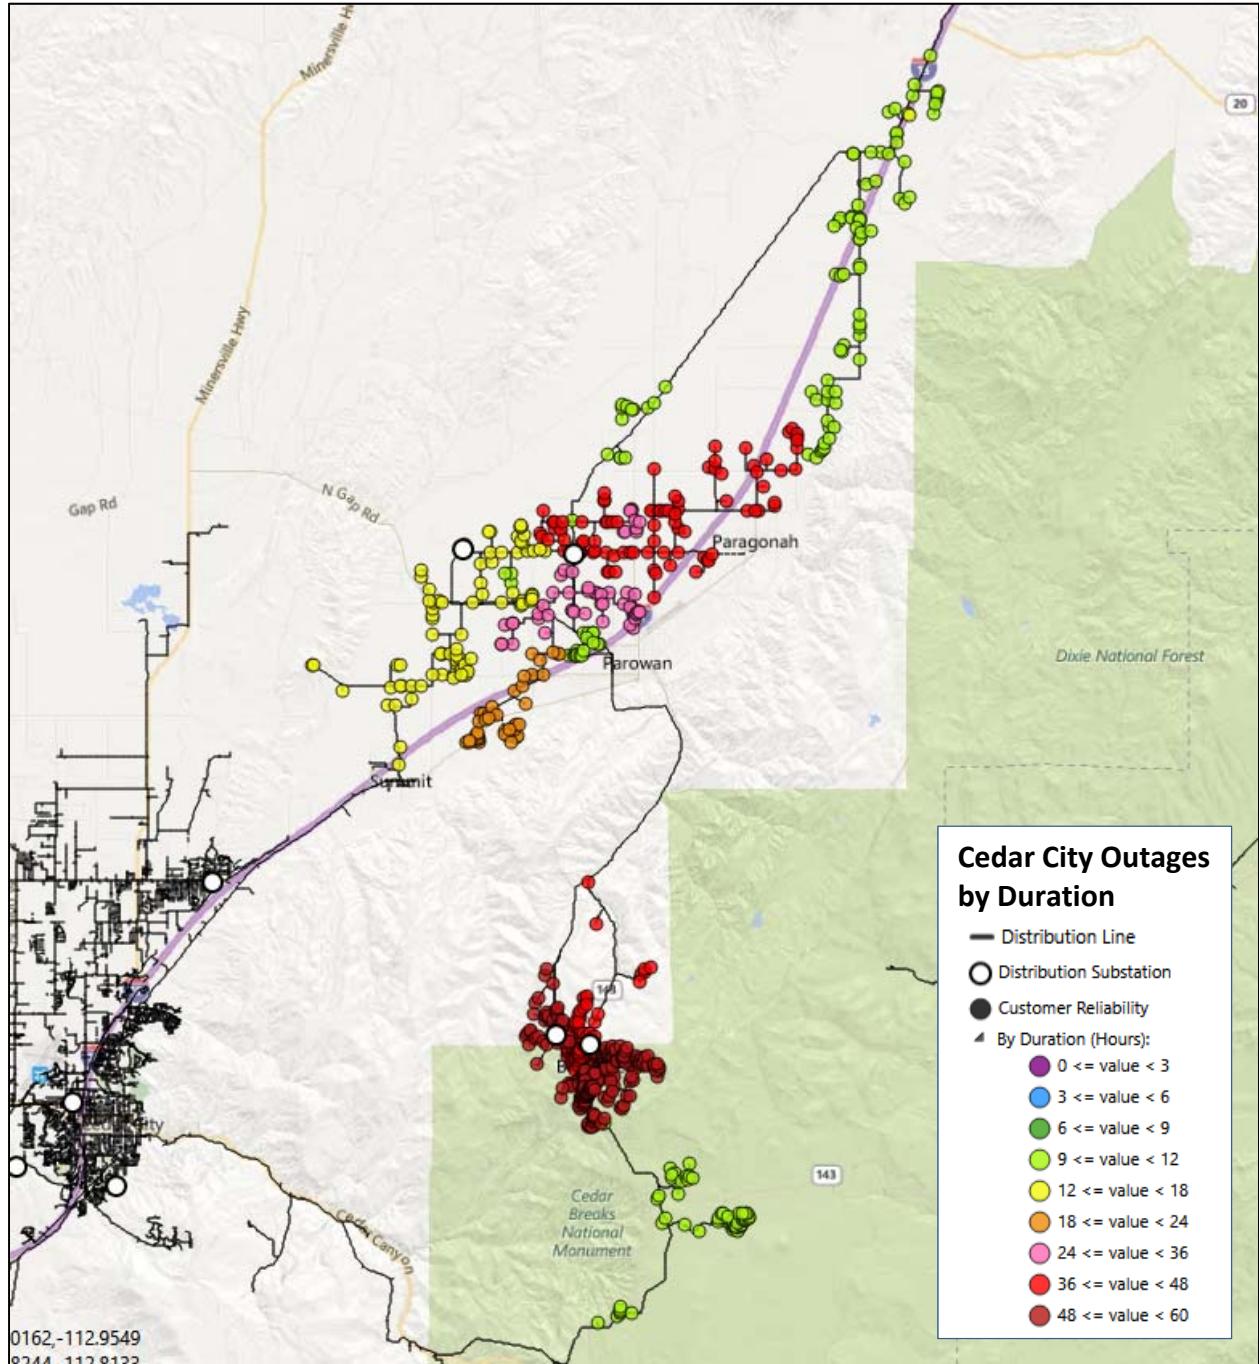 Minersville Hwy
20
Minersville Hwy
N Gap Rd
Gap Rd
Paragonah
Parowan
Dixie National Forest
Summit
Cedar City Outages
by Duration
Distribution Line
Distribution Substation
Customer Reliability
By Duration (Hours):
0 <= value < 3
3 <= value < 6
6 <= value < 9
9 <= value < 12
12 <= value < 18
18 <= value < 24
24 <= value < 36
36 <= value < 48
48 <= value < 60
143
B
143
Cedar
Breaks
National
Monument
Cedar Canyon
0162,-112.9549
8244,-112.8133